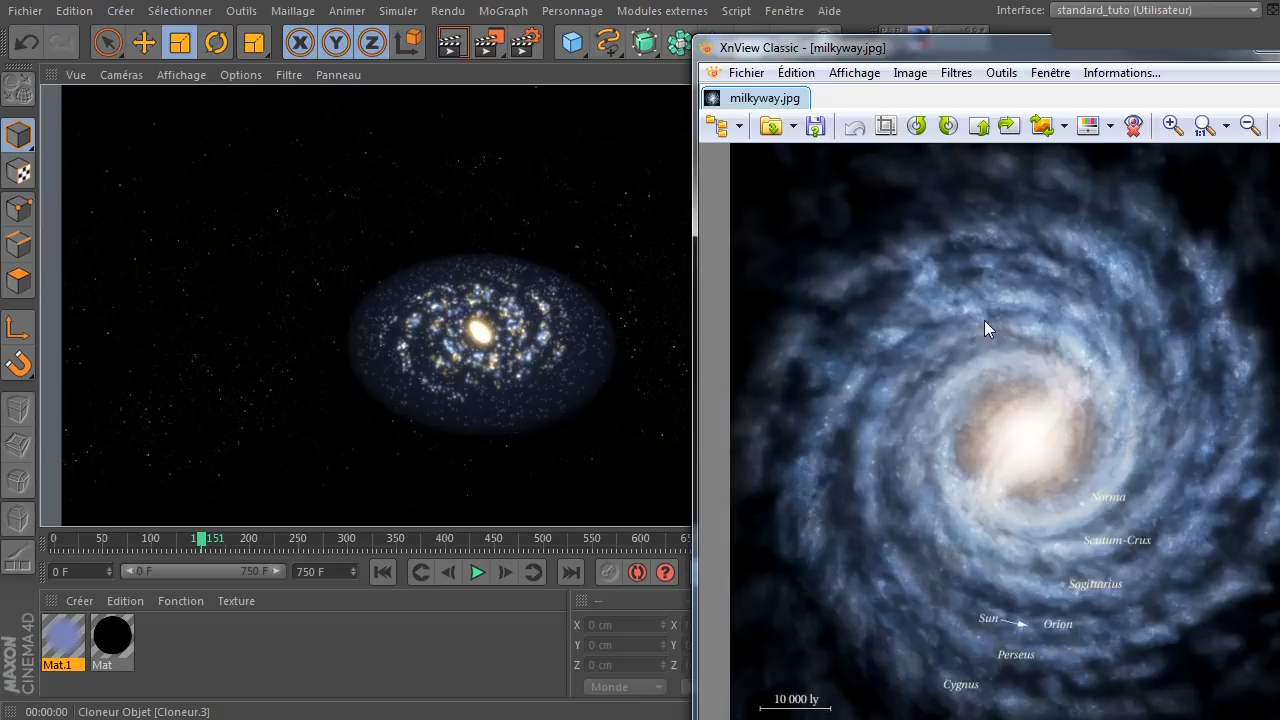 Fichier Edition Créer Sélectionner Outils Maillage Animer Simuler Rendu MoGraph Personnage Modules externes Script Fenêtre Aide
Interface: standard_tuto (Utilisateur)
X Y Z
Vue Caméras Affichage Options Filtre Panneau
XnView Classic - [milkyway.jpg]
Fichier Édition Affichage Image Filtres Outils Fenêtre Informations...
milkyway.jpg
1:1
Norma
Scutum-Crux
Sagittarius
Sun
Orion
Perseus
Cygnus
10 000 ly
0 50 100 151 200 250 300 350 400 450 500 550 600
0 F
0 F 750 F
750 F
Créer Edition Fonction Texture
Mat.1
Mat
--
X 0 cm X
Y 0 cm Y
Z 0 cm Z
Monde
MAXON
CINEMA 4D
00:00:00 Cloneur Objet [Cloneur.3]